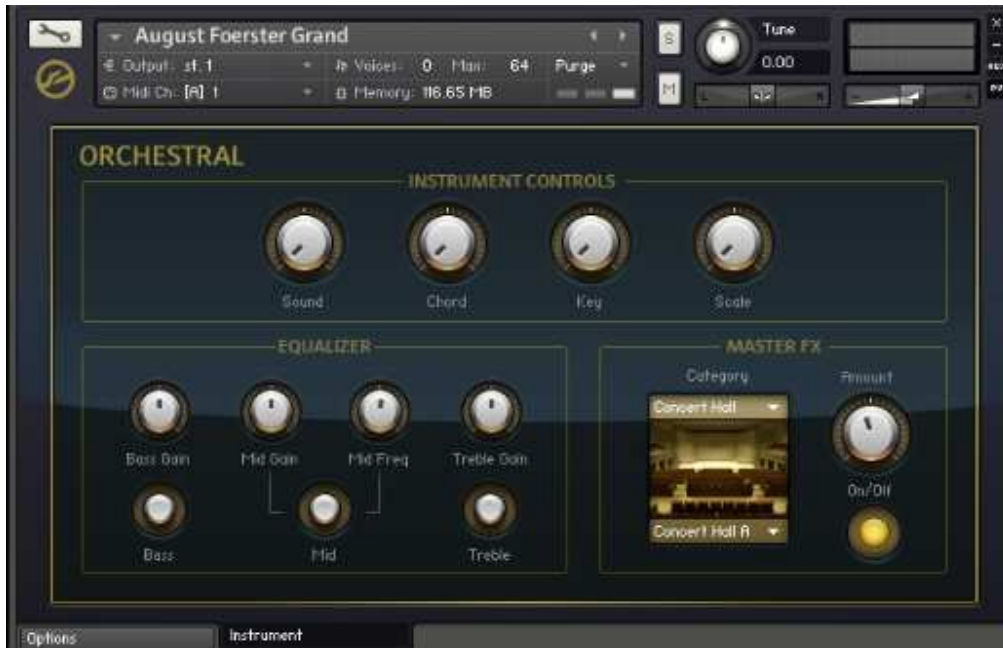 August Foerster Grand
Output: st. 1
Voices: 0 Max: 64 Purge
Midi Ch: [A] 1
Memory: 116.65 MB
S
M
Tune
0.00
L R
- +
ORCHESTRAL
INSTRUMENT CONTROLS
Sound Chord Key Scale
EQUALIZER
Bass Gain Mid Gain Mid Freq Treble Gain
Bass Mid Treble
MASTER FX
Category Amount
Concert Hall
On/Off
Concert Hall A
Options Instrument